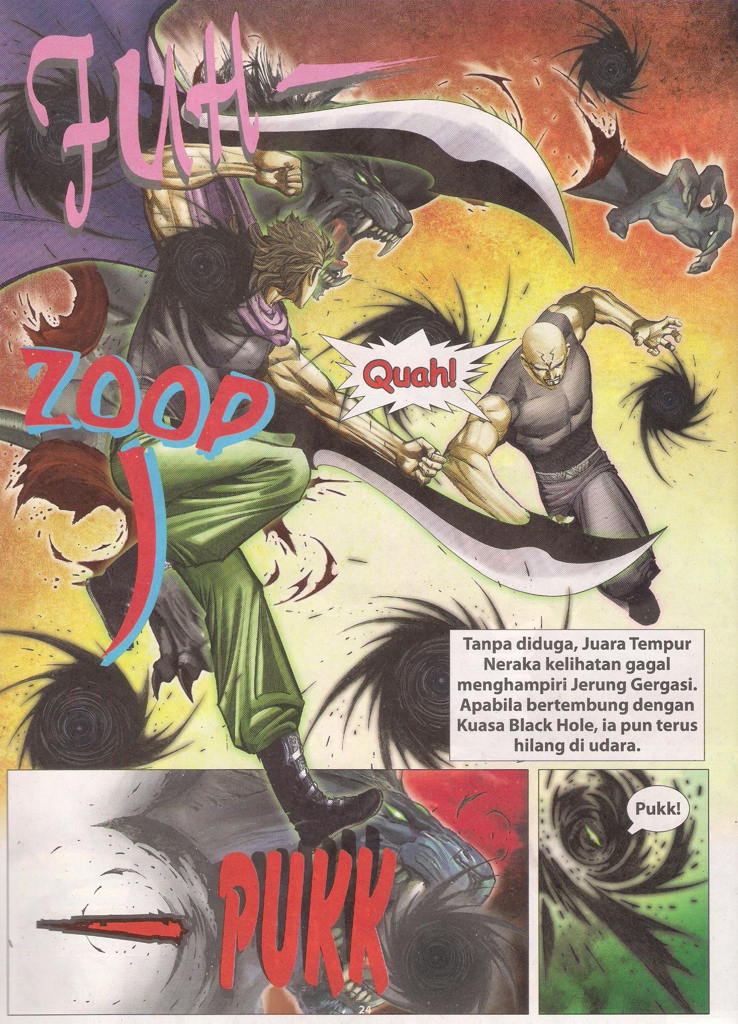 FUH
Quah!
ZOOP
Tanpa diduga, Juara Tempur
Neraka kelihatan gagal
menghampiri Jerung Gergasi.
Apabila bertembung dengan
Kuasa Black Hole, ia pun terus
hilang di udara.
PUKK
Pukk!
24